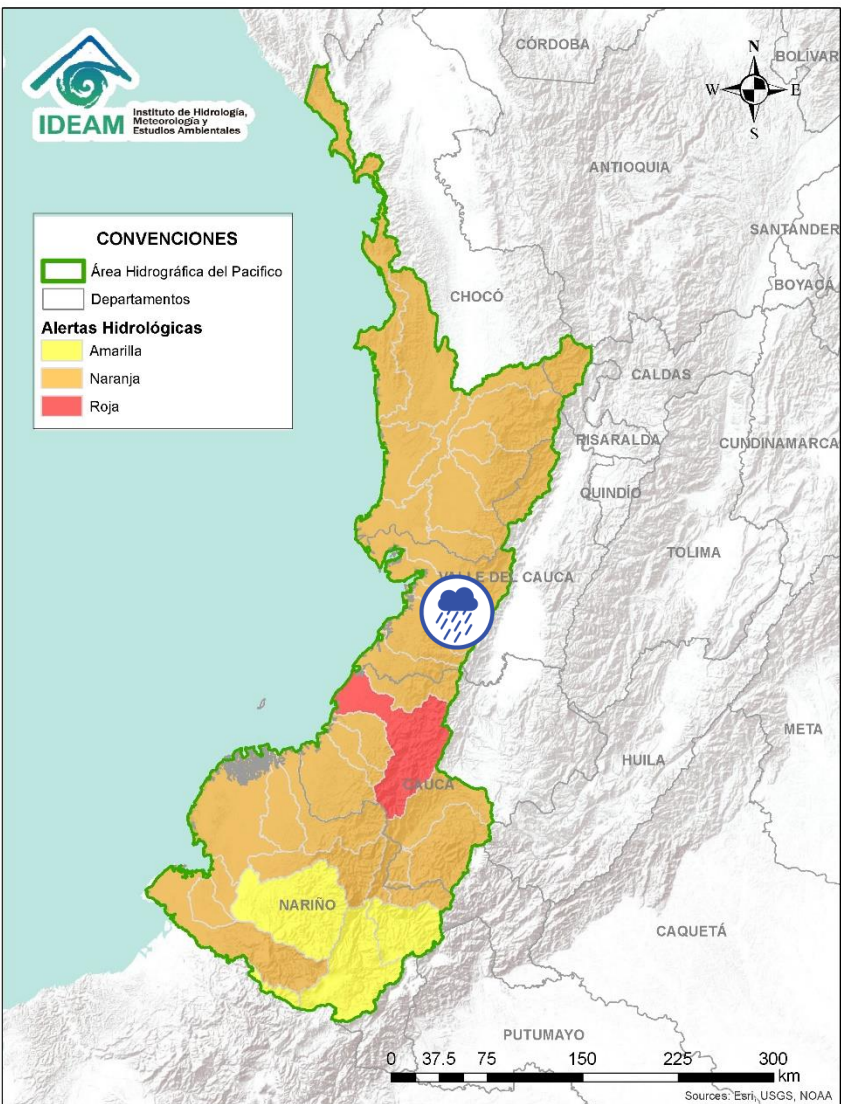 IDEAM
Instituto de Hidrología,
Meteorología y
Estudios Ambientales
CÓRDOBA
N
BOLÍVAR
W
E
S
ANTIOQUIA
SANTANDER
CONVENCIONES
Área Hidrográfica del Pacifico
Departamentos
Alertas Hidrológicas
Amarilla
Naranja
Roja
BOYACÁ
CHOCÓ
CALDAS
RISARALDA
CUNDINAMARCA
QUINDÍO
TOLIMA
VALLE DEL CAUCA
META
HUILA
CAUCA
NARIÑO
CAQUETÁ
PUTUMAYO
0 37.5 75 150 225 300
km
Sources: Esri, USGS, NOAA